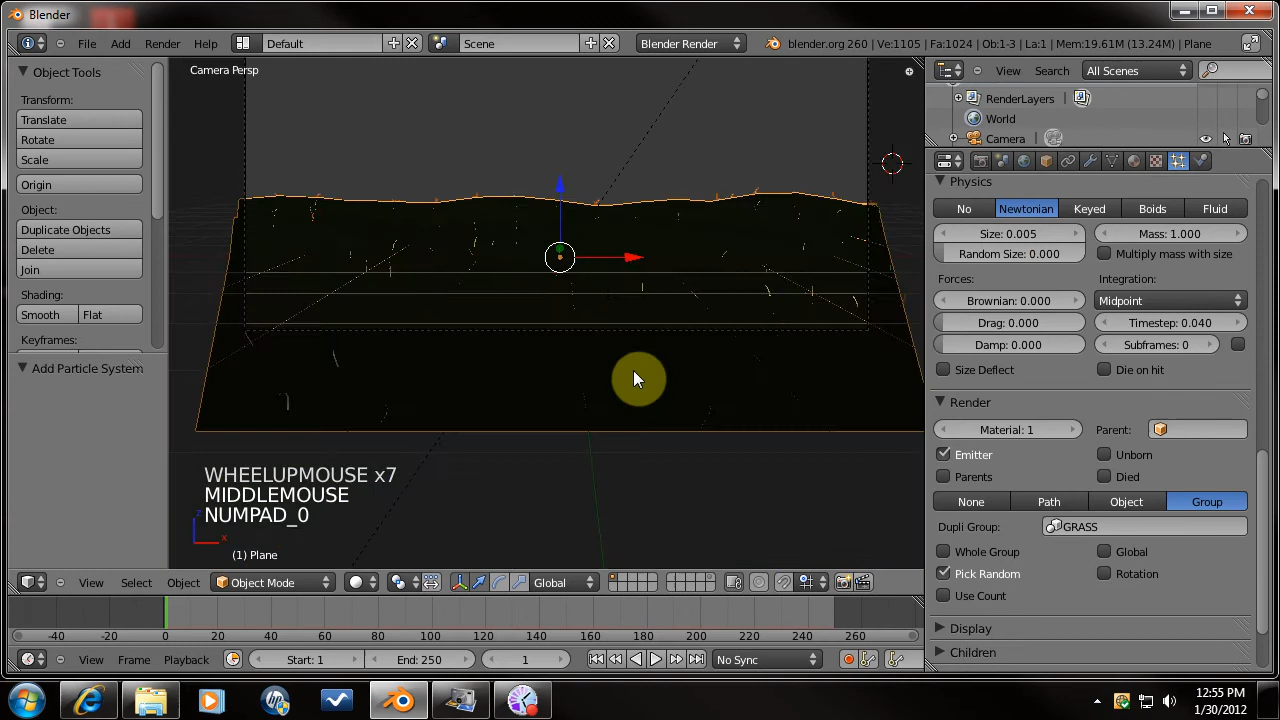 Blender
File Add Render Help Default Scene Blender Render blender.org 260 | Ve:1105 | Fa:1024 | Ob:1-3 | La:1 | Mem:19.61M (13.24M) | Plane
Object Tools
Transform:
Translate
Rotate
Scale
Origin
Object:
Duplicate Objects
Delete
Join
Shading:
Smooth Flat
Keyframes:
Add Particle System
Camera Persp
WHEELUPMOUSE x7
MIDDLEMOUSE
NUMPAD_0
z
x
(1) Plane
View Select Object Object Mode Global
View Search All Scenes
RenderLayers |
World
Camera
Physics
No Newtonian Keyed Boids Fluid
Size: 0.005 Mass: 1.000
Random Size: 0.000 Multiply mass with size
Forces: Integration:
Brownian: 0.000 Midpoint
Drag: 0.000 Timestep: 0.040
Damp: 0.000 Subframes: 0
Size Deflect Die on hit
Render
Material: 1 Parent:
Emitter Unborn
Parents Died
None Path Object Group
Dupli Group: GRASS
Whole Group Global
Pick Random Rotation
Use Count
Display
Children
-40 -20 0 20 40 60 80 100 120 140 160 180 200 220 240 260
View Frame Playback Start: 1 End: 250 1 No Sync
12:55 PM
1/30/2012